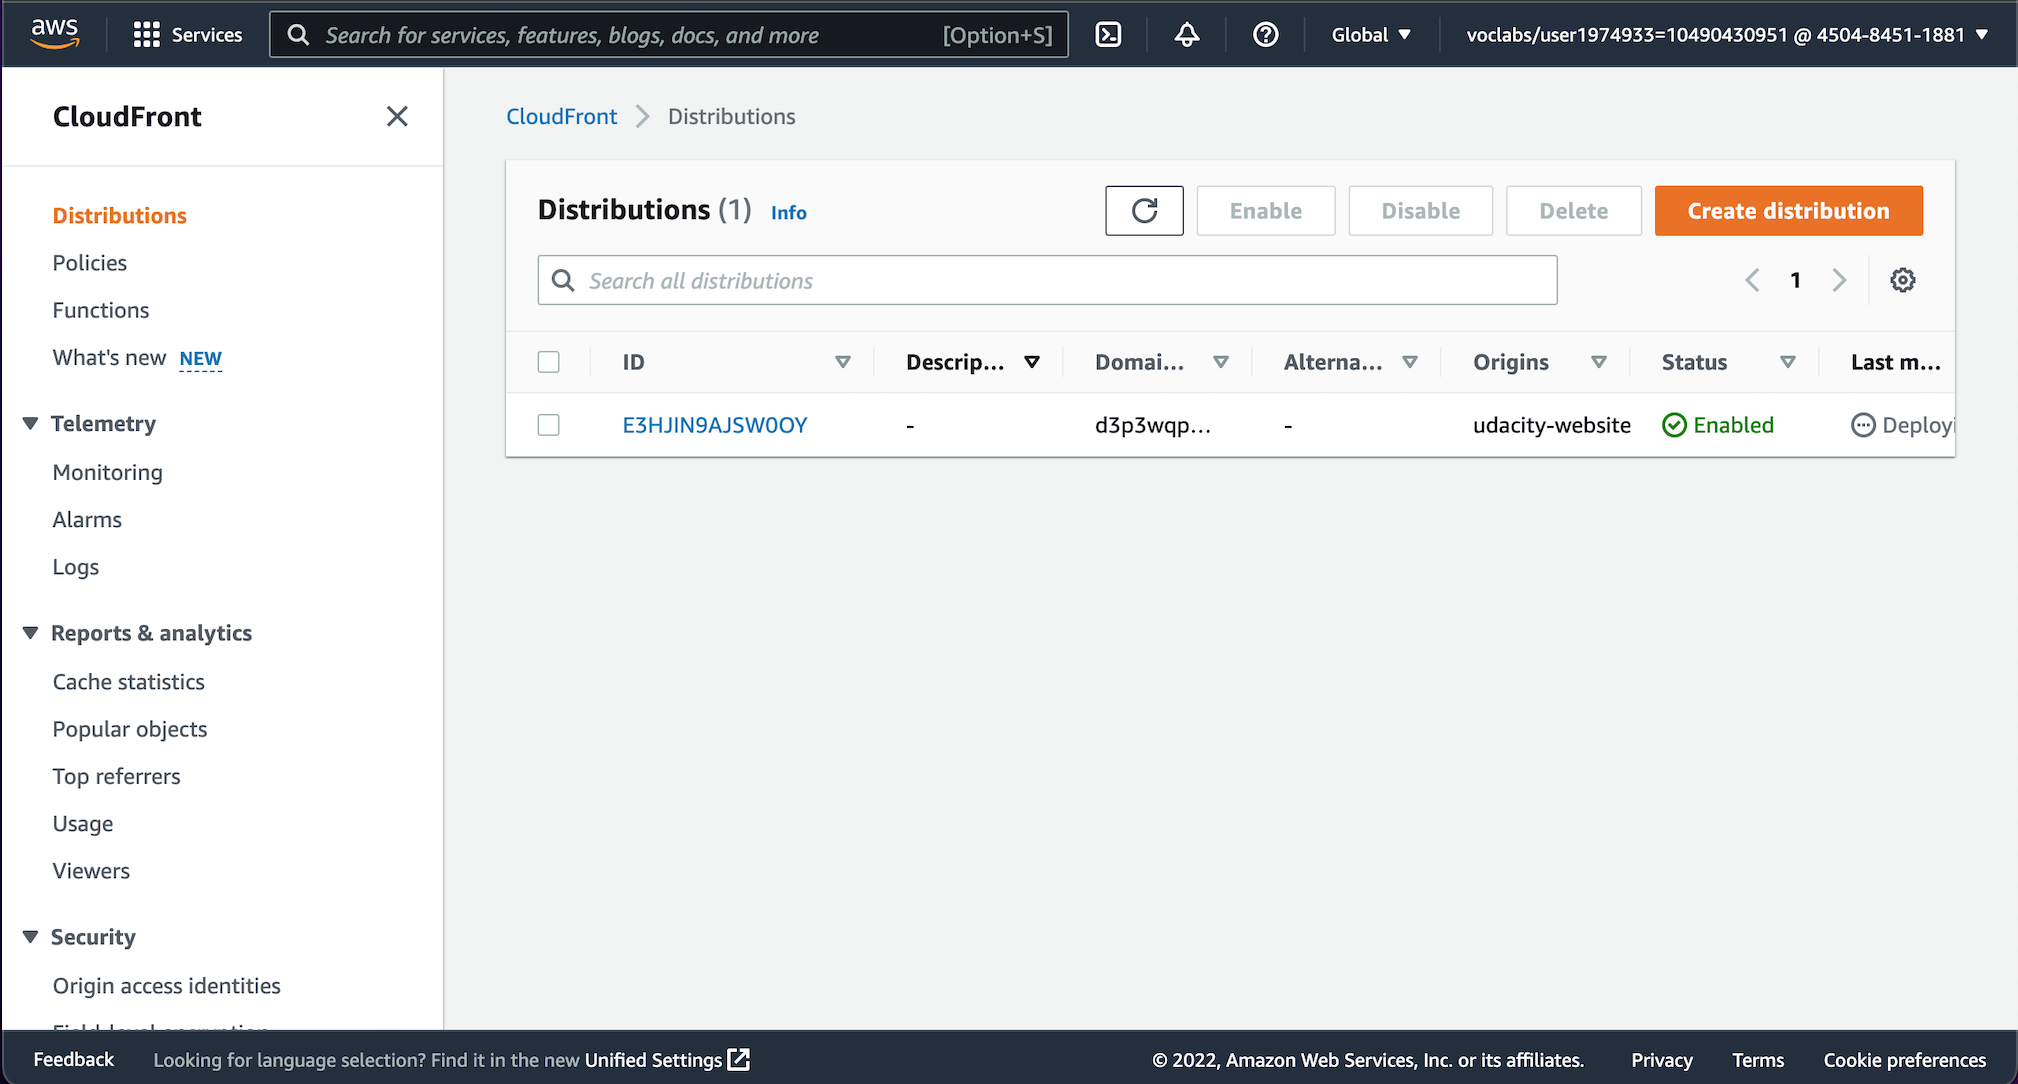 aws Services Search for services, features, blogs, docs, and more [Option+S] Global voclabs/user1974933=10490430951 @ 4504-8451-1881
CloudFront
Distributions
Policies
Functions
What's new NEW
Telemetry
Monitoring
Alarms
Logs
Reports & analytics
Cache statistics
Popular objects
Top referrers
Usage
Viewers
Security
Origin access identities
Field-level encryption
CloudFront Distributions
Distributions (1) Info Enable Disable Delete Create distribution
Search all distributions 1
ID Descrip... Domai... Alterna... Origins Status Last m...
E3HJIN9AJSW0OY - d3p3wqp... - udacity-website Enabled Deployi
Feedback Looking for language selection? Find it in the new Unified Settings © 2022, Amazon Web Services, Inc. or its affiliates. Privacy Terms Cookie preferences